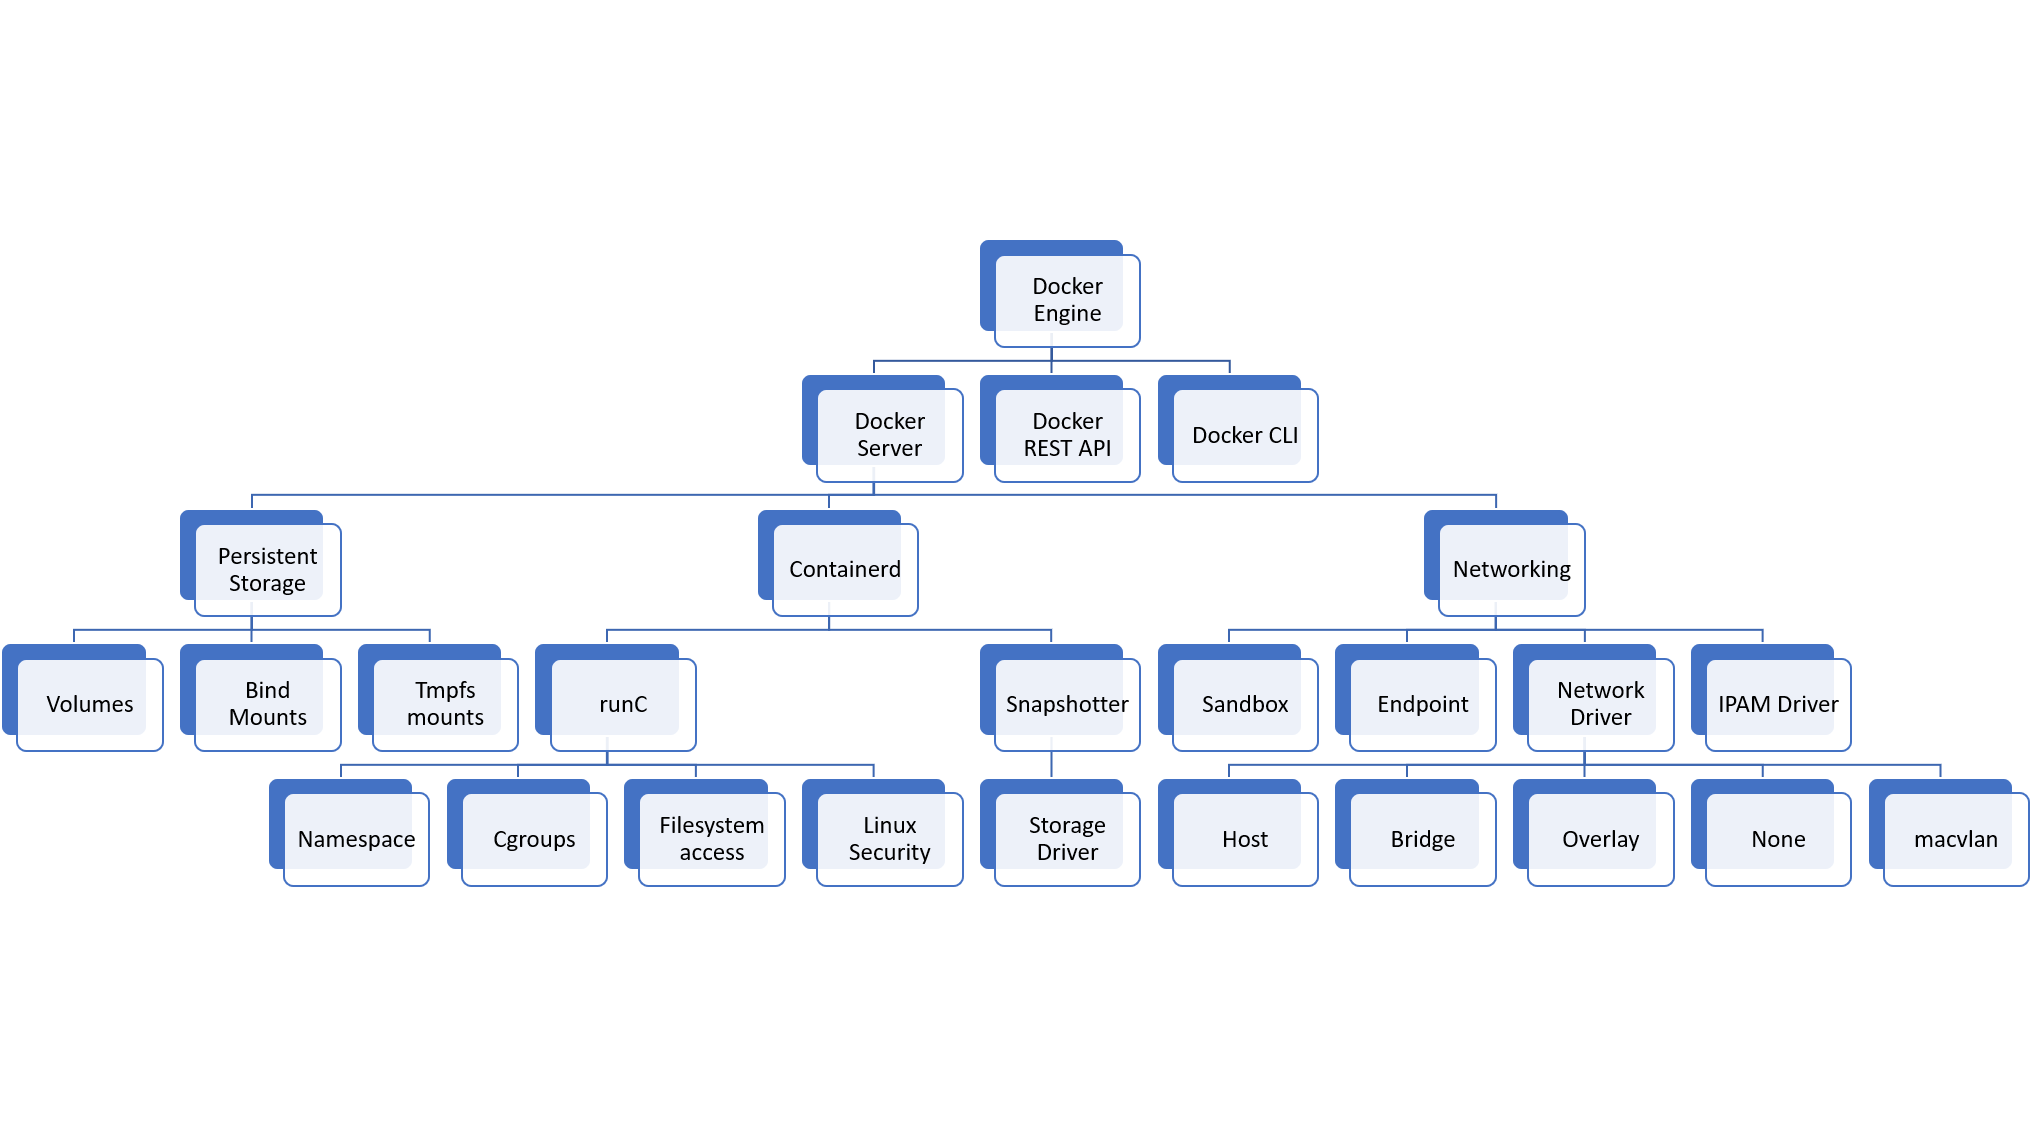 Docker
Engine
Docker
Server
Docker
REST API
Docker CLI
Persistent
Storage
Containerd
Networking
Volumes
Bind
Mounts
Tmpfs
mounts
runC
Snapshotter
Sandbox
Endpoint
Network
Driver
IPAM Driver
Namespace
Cgroups
Filesystem
access
Linux
Security
Storage
Driver
Host
Bridge
Overlay
None
macvlan